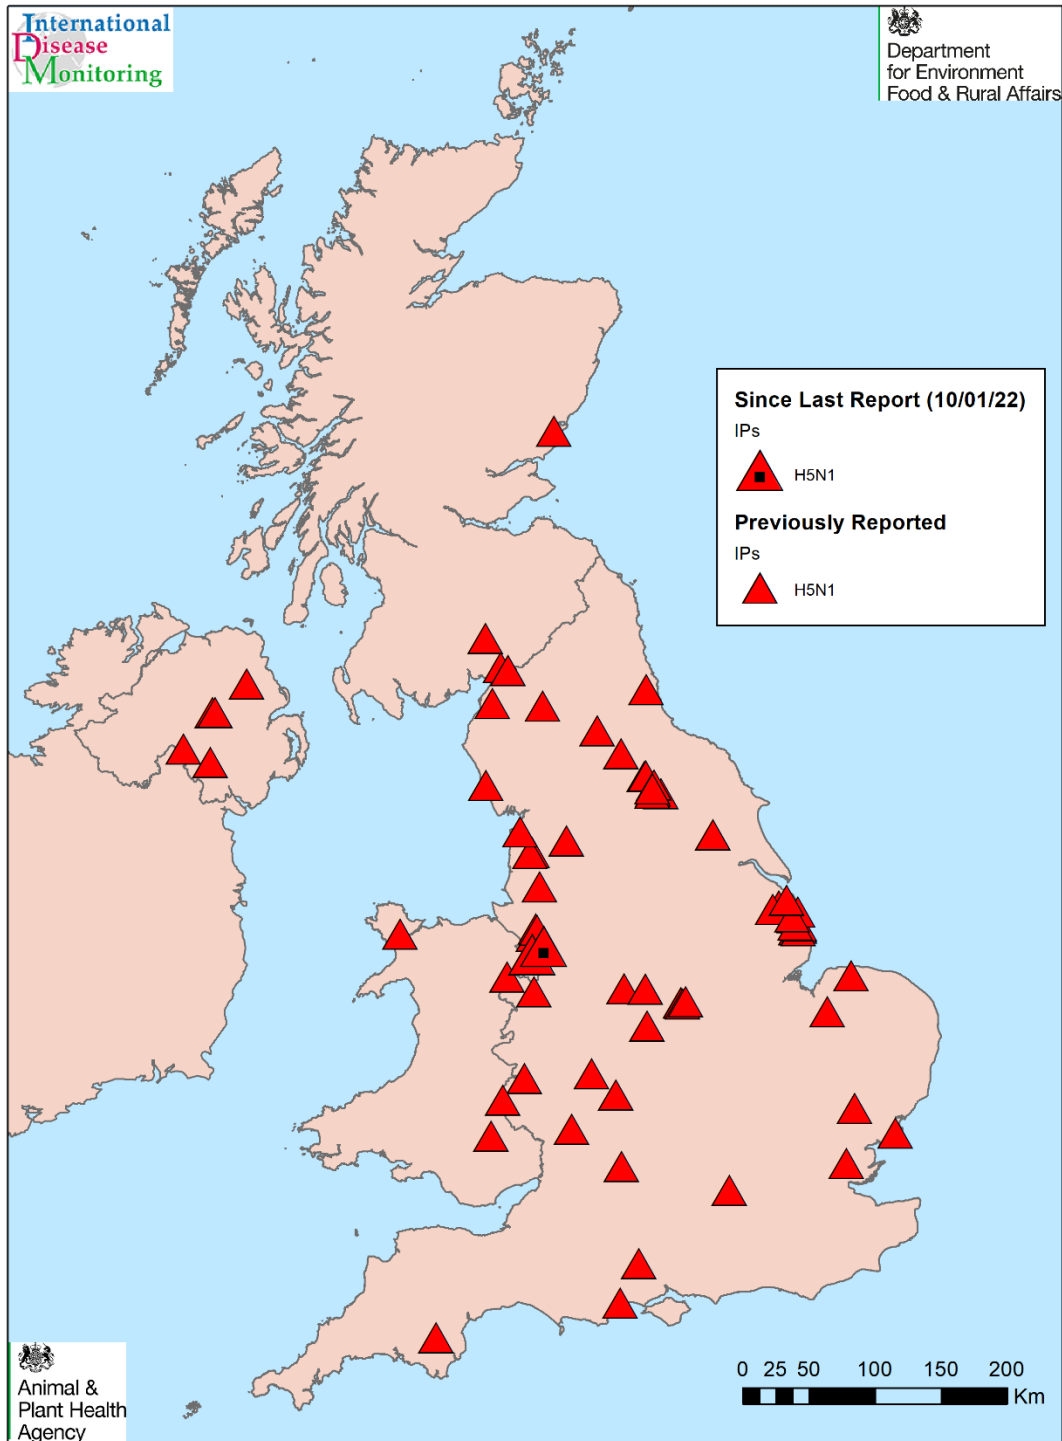 International
Disease
Monitoring
Department
for Environment
Food & Rural Affairs
Since Last Report (10/01/22)
IPs
H5N1
Previously Reported
IPs
H5N1
0 25 50 100 150 200
Km
Animal &
Plant Health
Agency